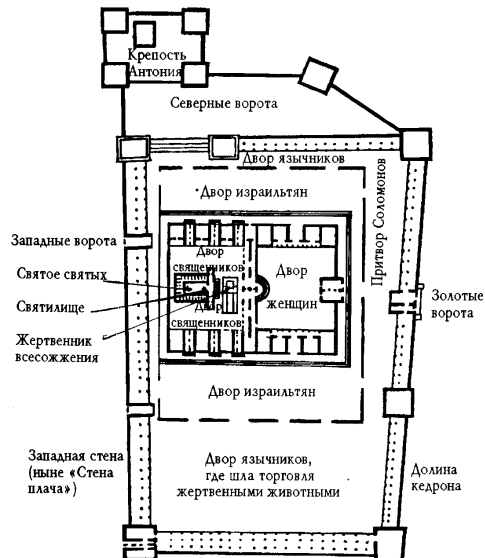 Крепость
Антония
Северные ворота
Двор язычников
Двор израильтян
Притвор Соломонов
Западные ворота
Двор
священников
Святое святых
Двор
женщин
Святилище
Золотые
ворота
Двор
священников
Жертвенник
всесожжения
Двор израильтян
Западная стена
(ныне «Стена
плача»)
Двор язычников,
где шла торговля
жертвенными животными
Долина
кедрона